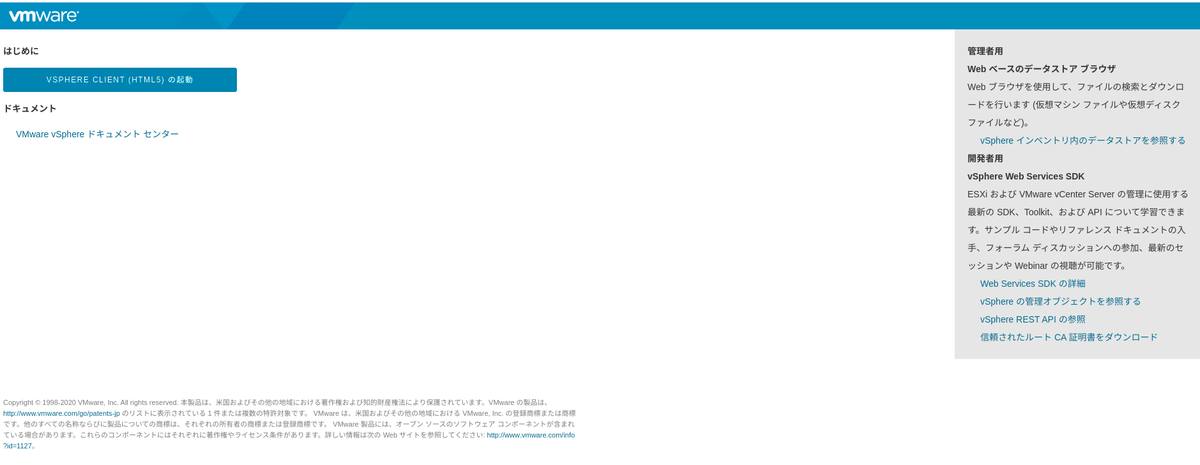 vmware
はじめに
VSPHERE CLIENT (HTML5) の起動
ドキュメント
VMware vSphere ドキュメント センター
管理者用
Web ベースのデータストア ブラウザ
Web ブラウザを使用して、ファイルの検索とダウンロ
ードを行います (仮想マシン ファイルや仮想ディスク
ファイルなど)。
vSphere インベントリ内のデータストアを参照する
開発者用
vSphere Web Services SDK
ESXi および VMware vCenter Server の管理に使用する
最新の SDK、Toolkit、および API について学習できま
す。サンプル コードやリファレンス ドキュメントの入
手、フォーラム ディスカッションへの参加、最新のセ
ッションや Webinar の視聴が可能です。
Web Services SDK の詳細
vSphere の管理オブジェクトを参照する
vSphere REST API の参照
信頼されたルート CA 証明書をダウンロード
Copyright © 1998-2020 VMware, Inc. All rights reserved. 本製品は、米国およびその他の地域における著作権および知的財産権法により保護されています。VMware の製品は、
http://www.vmware.com/go/patents-jp のリストに表示されている 1 件または複数の特許対象です。 VMware は、米国およびその他の地域における VMware, Inc. の登録商標または商標
です。他のすべての名称ならびに製品についての商標は、それぞれの所有者の商標または登録商標です。 VMware 製品には、オープン ソースのソフトウェア コンポーネントが含まれ
ている場合があります。これらのコンポーネントにはそれぞれに著作権やライセンス条件があります。詳しい情報は次の Web サイトを参照してください: http://www.vmware.com/info
?id=1127。